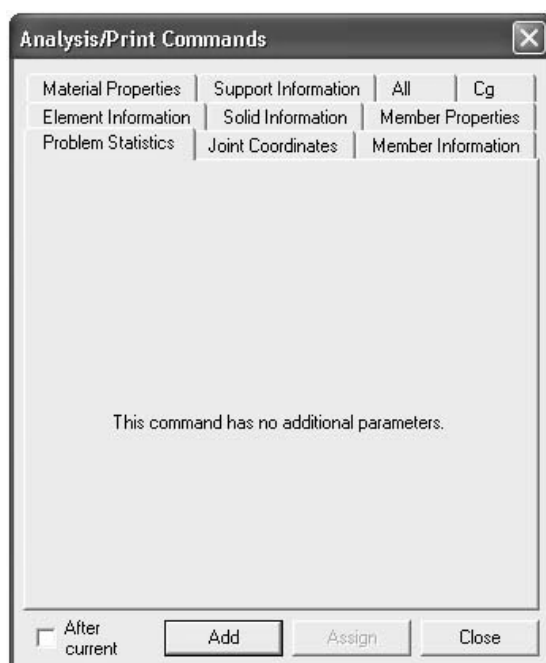 Analysis/Print Commands
Material Properties Support Information All Cg
Element Information Solid Information Member Properties
Problem Statistics Joint Coordinates Member Information
This command has no additional parameters.
After
current
Add Assign Close